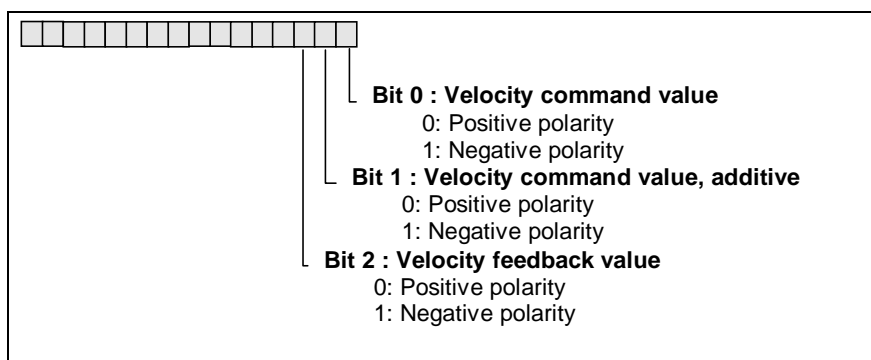 Bit 0 : Velocity command value
0: Positive polarity
1: Negative polarity
Bit 1 : Velocity command value, additive
0: Positive polarity
1: Negative polarity
Bit 2 : Velocity feedback value
0: Positive polarity
1: Negative polarity